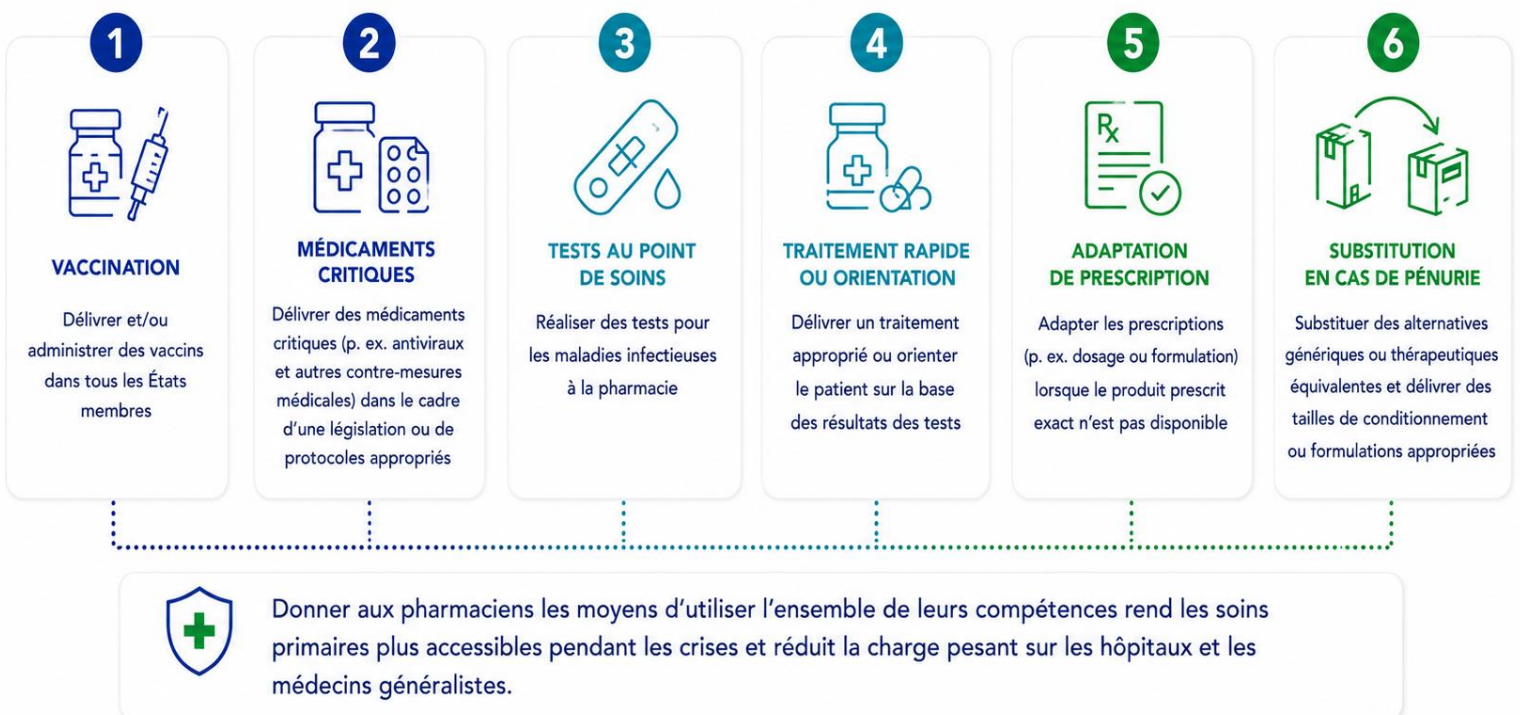 1
VACCINATION
Délivrer et/ou
administrer des vaccins
dans tous les États
membres
2
MÉDICAMENTS
CRITIQUES
Délivrer des médicaments
critiques (p. ex. antiviraux
et autres contre-mesures
médicales) dans le cadre
d’une législation ou de
protocoles appropriés
3
TESTS AU POINT
DE SOINS
Réaliser des tests pour
les maladies infectieuses
à la pharmacie
4
TRAITEMENT RAPIDE
OU ORIENTATION
Délivrer un traitement
approprié ou orienter
le patient sur la base
des résultats des tests
5
Rx
ADAPTATION
DE PRESCRIPTION
Adapter les prescriptions
(p. ex. dosage ou formulation)
lorsque le produit prescrit
exact n’est pas disponible
6
SUBSTITUTION
EN CAS DE PÉNURIE
Substituer des alternatives
génériques ou thérapeutiques
équivalentes et délivrer des
tailles de conditionnement
ou formulations appropriées
Donner aux pharmaciens les moyens d’utiliser l’ensemble de leurs compétences rend les soins
primaires plus accessibles pendant les crises et réduit la charge pesant sur les hôpitaux et les
médecins généralistes.